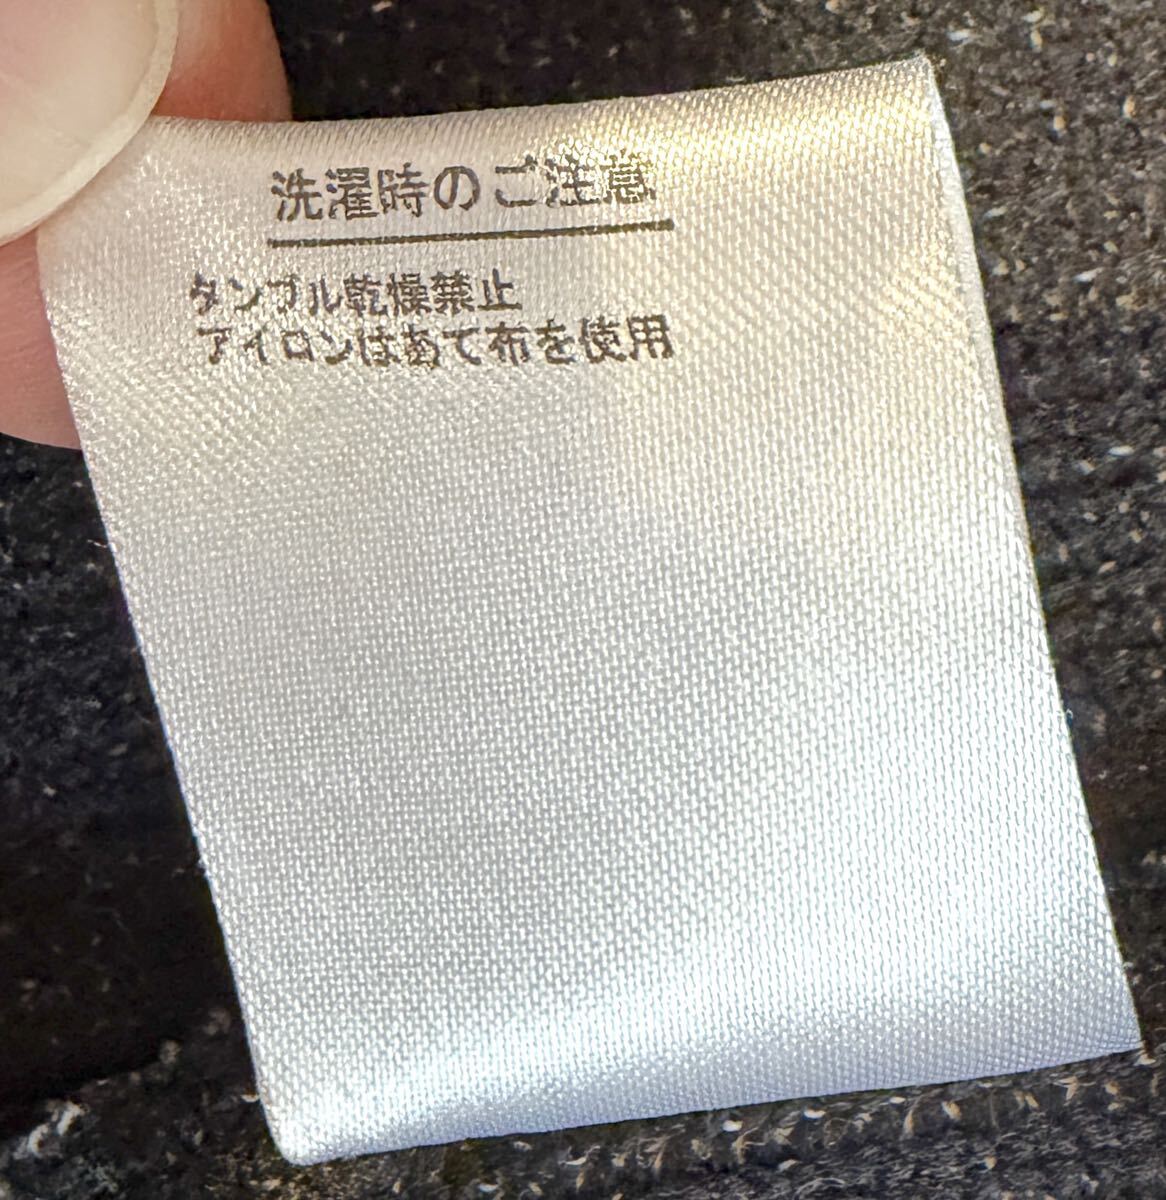 洗濯時のご注意
タンブル乾燥禁止
アイロンはあて布を使用